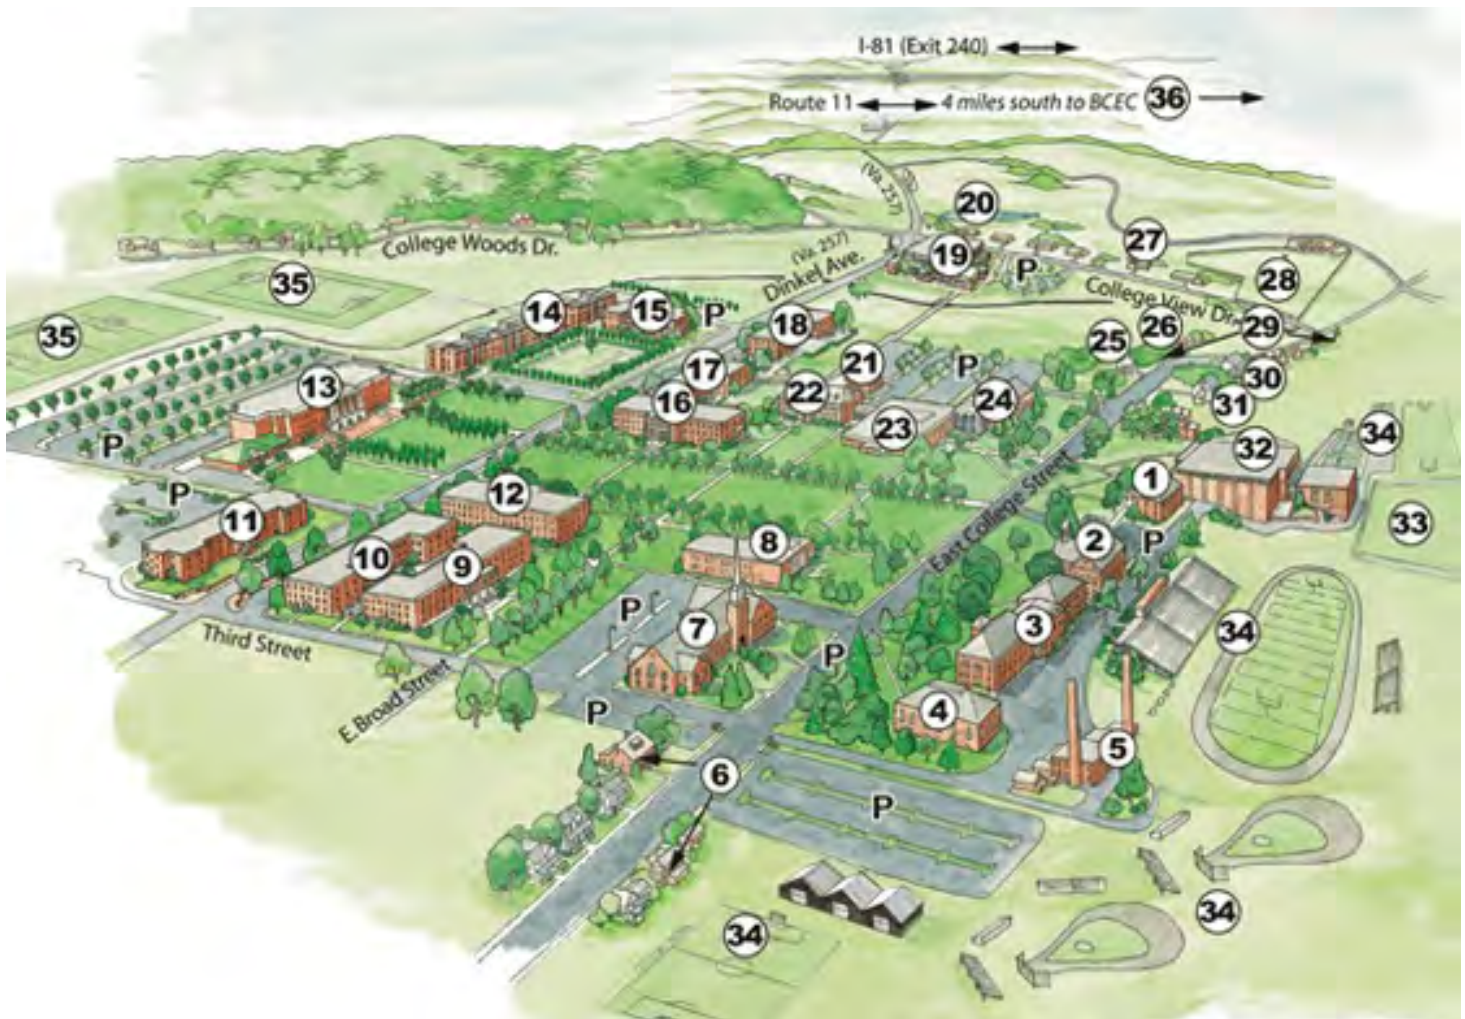 I-81 (Exit 240)
Route 11
4 miles south to BCEC 36
(Va. 257)
20
27
College Woods Dr.
(Va. 257)
Dinkel Ave.
19
P
28
35
College View Dr.
35
14
15
P
18
25
26
29
13
17
21
P
30
16
22
24
31
23
34
P
32
P
12
1
11
East College Street
33
10
9
8
2
P
Third Street
P
7
3
34
E. Broad Street
P
P
4
5
6
P
34
34